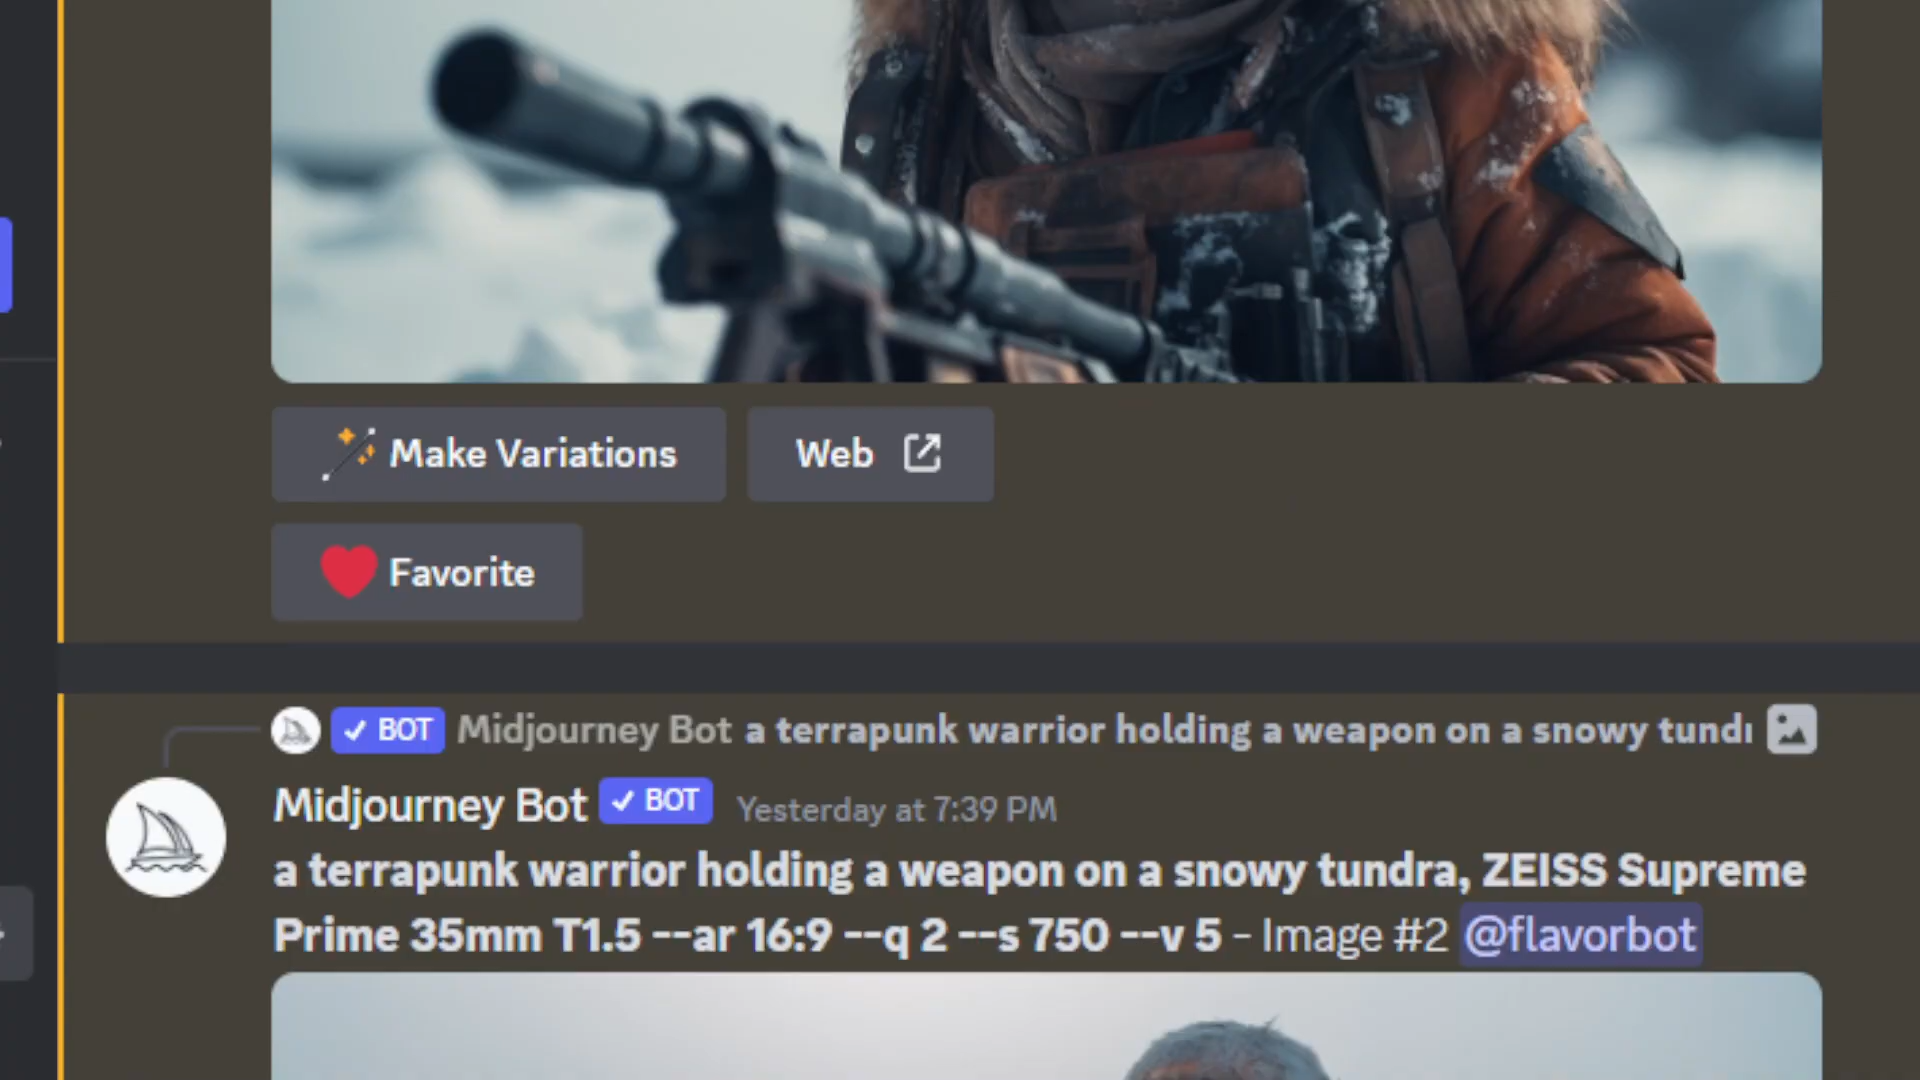 Make Variations
Web
Favorite
BOT Midjourney Bot a terrapunk warrior holding a weapon on a snowy
Midjourney Bot BOT Yesterday at 7:39 PM
a terrapunk warrior holding a weapon on a snowy tundra, ZEISS Supreme
Prime 35mm T1.5 --ar 16:9 --q 2 --s 750 --v 5 - Image #2 @flavorbot